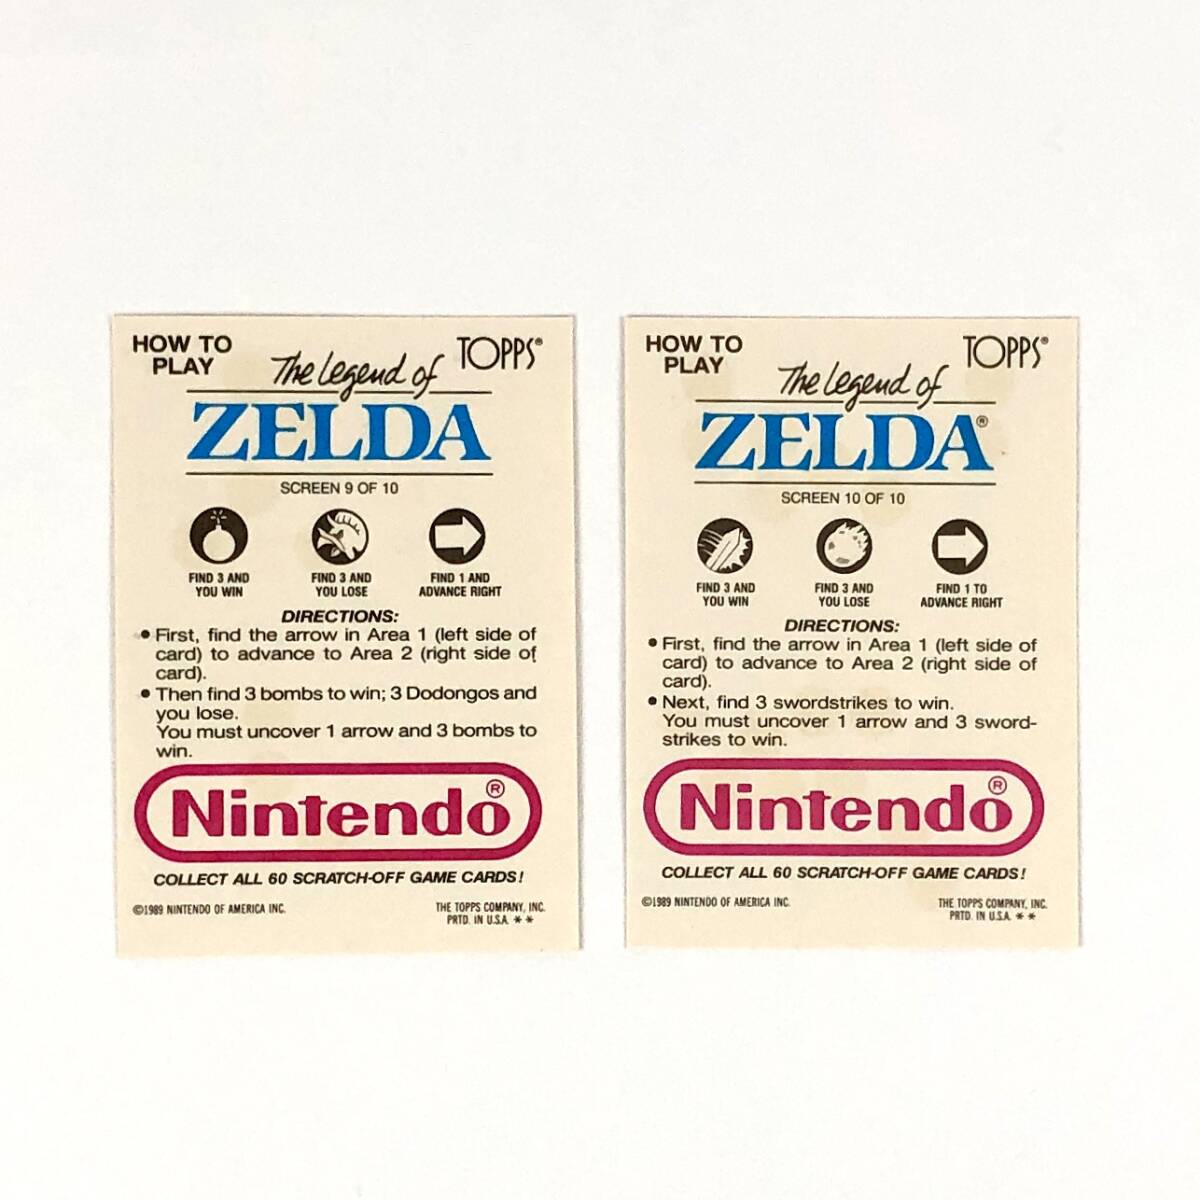 HOW TO
PLAY
TOPPS®
The Legend of
ZELDA
SCREEN 9 OF 10
FIND 3 AND
YOU WIN
FIND 3 AND
YOU LOSE
FIND 1 AND
ADVANCE RIGHT
DIRECTIONS:
• First, find the arrow in Area 1 (left side of
card) to advance to Area 2 (right side of
card).
• Then find 3 bombs to win; 3 Dodongos and
you lose.
You must uncover 1 arrow and 3 bombs to
win.
Nintendo®
COLLECT ALL 60 SCRATCH-OFF GAME CARDS!
©1989 NINTENDO OF AMERICA INC.
THE TOPPS COMPANY, INC.
PRTD. IN U.S.A. * *
HOW TO
PLAY
TOPPS®
The Legend of
ZELDA®
SCREEN 10 OF 10
FIND 3 AND
YOU WIN
FIND 3 AND
YOU LOSE
FIND 1 TO
ADVANCE RIGHT
DIRECTIONS:
• First, find the arrow in Area 1 (left side of
card) to advance to Area 2 (right side of
card).
• Next, find 3 swordstrikes to win.
You must uncover 1 arrow and 3 sword-
strikes to win.
Nintendo®
COLLECT ALL 60 SCRATCH-OFF GAME CARDS!
©1989 NINTENDO OF AMERICA INC.
THE TOPPS COMPANY, INC.
PRTD. IN U.S.A. * *